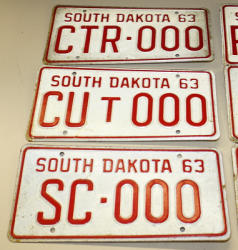 SOUTH DAKOTA 63
CTR·000
SOUTH DAKOTA 63
CU T 000
SOUTH DAKOTA 63
SC-000